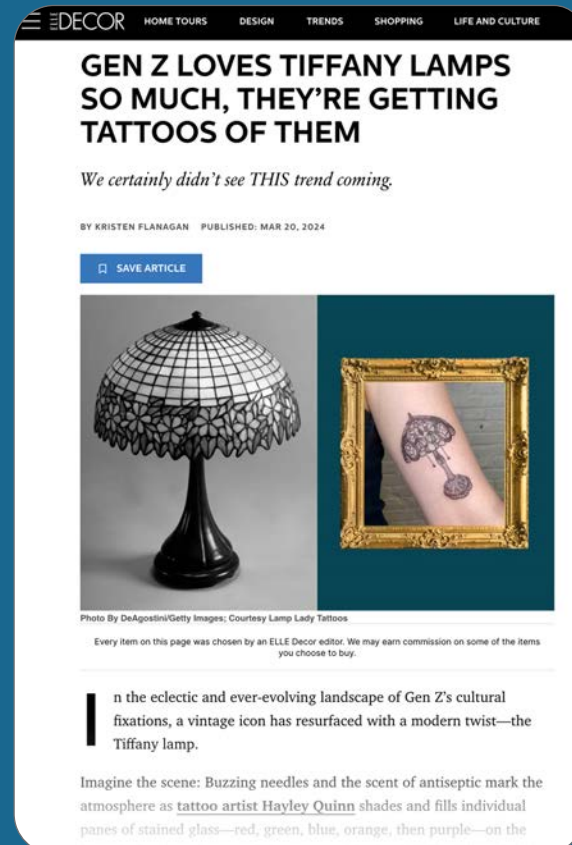 ELLE DECOR HOME TOURS DESIGN TRENDS SHOPPING LIFE AND CULTURE
GEN Z LOVES TIFFANY LAMPS
SO MUCH, THEY’RE GETTING
TATTOOS OF THEM
We certainly didn’t see THIS trend coming.
BY KRISTEN FLANAGAN PUBLISHED: MAR 20, 2024
SAVE ARTICLE
Photo By DeAgostini/Getty Images; Courtesy Lamp Lady Tattoos
Every item on this page was chosen by an ELLE Decor editor. We may earn commission on some of the items
you choose to buy.
In the eclectic and ever-evolving landscape of Gen Z’s cultural
fixations, a vintage icon has resurfaced with a modern twist—the
Tiffany lamp.
Imagine the scene: Buzzing needles and the scent of antiseptic mark the
atmosphere as tattoo artist Hayley Quinn shades and fills individual
panes of stained glass—red, green, blue, orange, then purple—on the